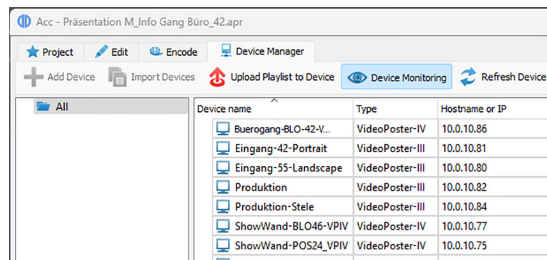 Acc - Präsentation M_Info Gang Büro_42.apr
Project Edit Encode Device Manager
Add Device Import Devices Upload Playlist to Device Device Monitoring Refresh Device
All
Device name Type Hostname or IP
Buerogang-BLO-42-V... VideoPoster-IV 10.0.10.86
Eingang-42-Portrait VideoPoster-III 10.0.10.81
Eingang-55-Landscape VideoPoster-III 10.0.10.80
Produktion VideoPoster-III 10.0.10.82
Produktion-Stele VideoPoster-III 10.0.10.84
ShowWand-BLO46-VPIV VideoPoster-IV 10.0.10.77
ShowWand-POS24_VPIV VideoPoster-IV 10.0.10.75